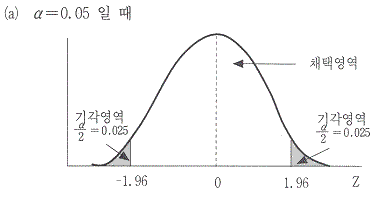 (a) α=0.05 일 때
채택영역
기각영역
α/2 = 0.025
기각영역
α/2 = 0.025
-1.96 0 1.96 Z